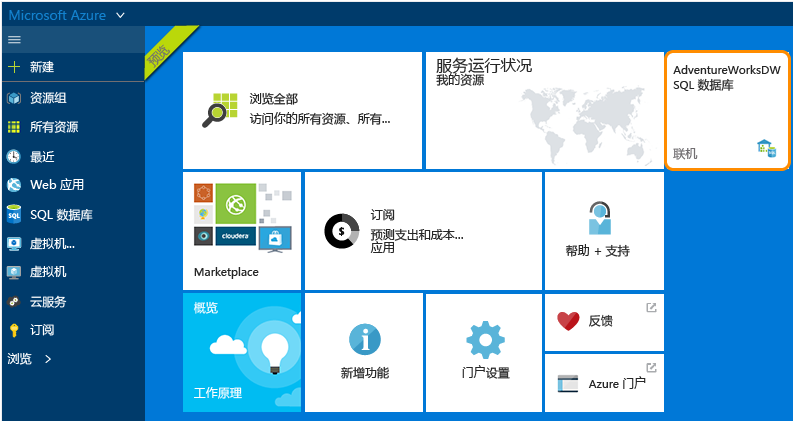 Microsoft Azure
预览
新建
资源组
所有资源
最近
Web 应用
SQL 数据库
虚拟机...
虚拟机
云服务
订阅
浏览
浏览全部
访问你的所有资源、所有...
服务运行状况
我的资源
AdventureWorksDW
SQL 数据库
联机
cloudera
Marketplace
订阅
预测支出和成本...
应用
帮助 + 支持
概览
工作原理
新增功能
门户设置
反馈
Azure 门户